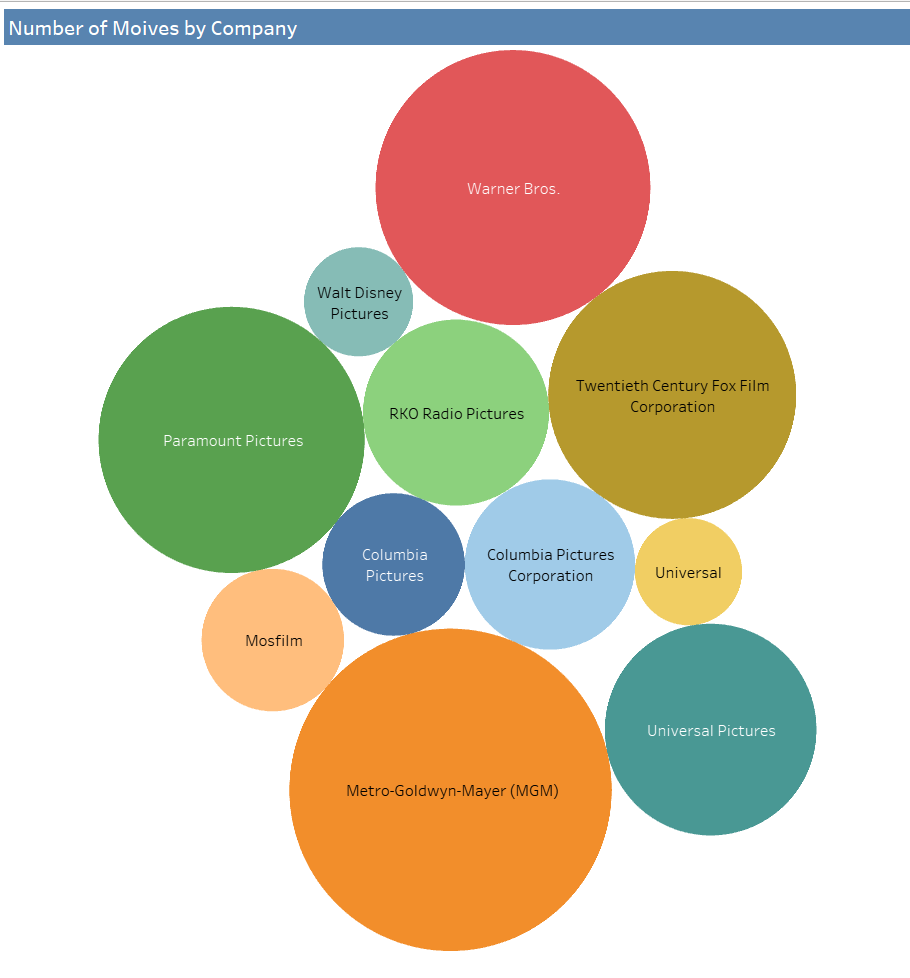 Number of Moives by Company
Warner Bros.
Walt Disney
Pictures
Twentieth Century Fox Film
Corporation
RKO Radio Pictures
Paramount Pictures
Columbia
Pictures
Columbia Pictures
Corporation
Universal
Mosfilm
Universal Pictures
Metro-Goldwyn-Mayer (MGM)